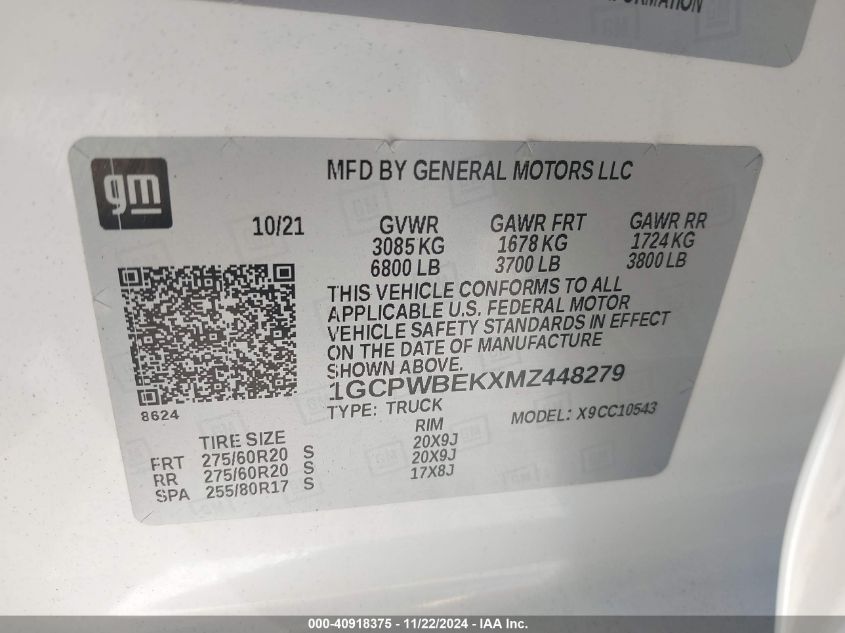 FORMATION
gm
MFD BY GENERAL MOTORS LLC
10/21 GVWR GAWR FRT GAWR RR
3085 KG 1678 KG 1724 KG
6800 LB 3700 LB 3800 LB
THIS VEHICLE CONFORMS TO ALL
APPLICABLE U.S. FEDERAL MOTOR
VEHICLE SAFETY STANDARDS IN EFFECT
ON THE DATE OF MANUFACTURE
SHOWN ABOVE.
1GCPWBEKXMZ448279
8624
TYPE: TRUCK MODEL: X9CC10543
TIRE SIZE RIM
FRT 275/60R20 S 20X9J
RR 275/60R20 S 20X9J
SPA 255/80R17 S 17X8J
000-40918375 - 11/22/2024 - IAA Inc.